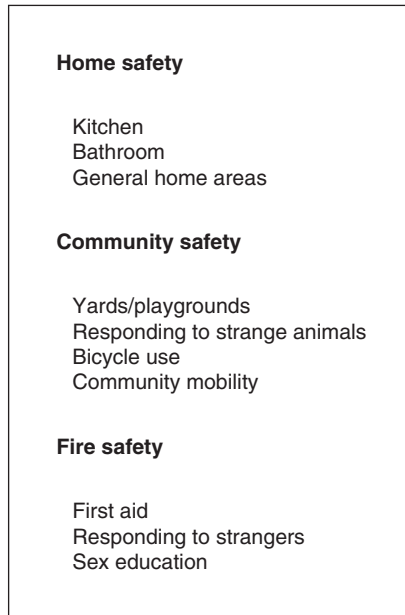 Home safety
Kitchen
Bathroom
General home areas
Community safety
Yards/playgrounds
Responding to strange animals
Bicycle use
Community mobility
Fire safety
First aid
Responding to strangers
Sex education